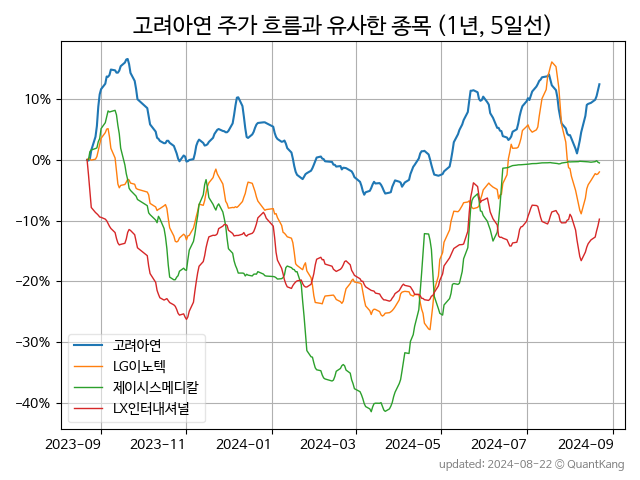 고려아연 주가 흐름과 유사한 종목 (1년, 5일선)
10%
0%
−10%
−20%
−30%
−40%
고려아연
LG이노텍
제이시스메디칼
LX인터내셔널
2023-09 2023-11 2024-01 2024-03 2024-05 2024-07 2024-09
updated: 2024-08-22 © QuantKang